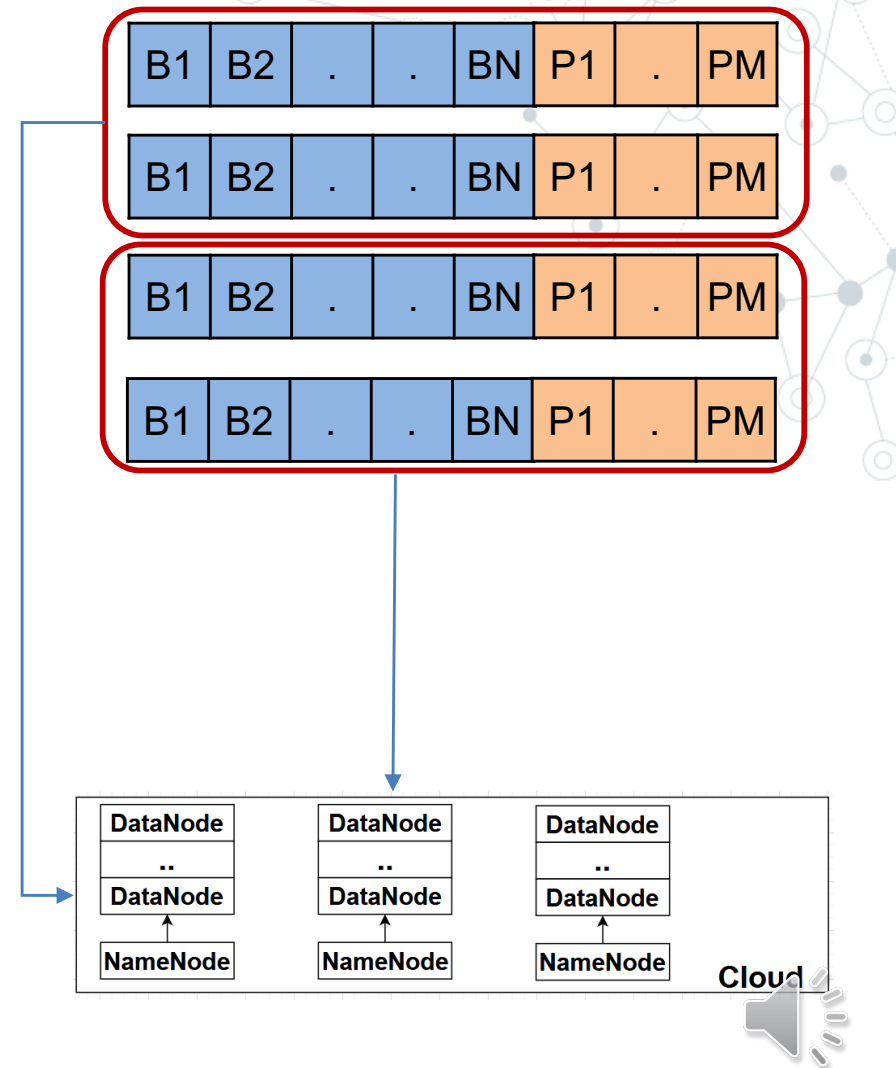 B1 B2 . . BN P1 . PM
B1 B2 . . BN P1 . PM
B1 B2 . . BN P1 . PM
B1 B2 . . BN P1 . PM
DataNode DataNode DataNode
.. .. ..
DataNode DataNode DataNode
NameNode NameNode NameNode
Cloud